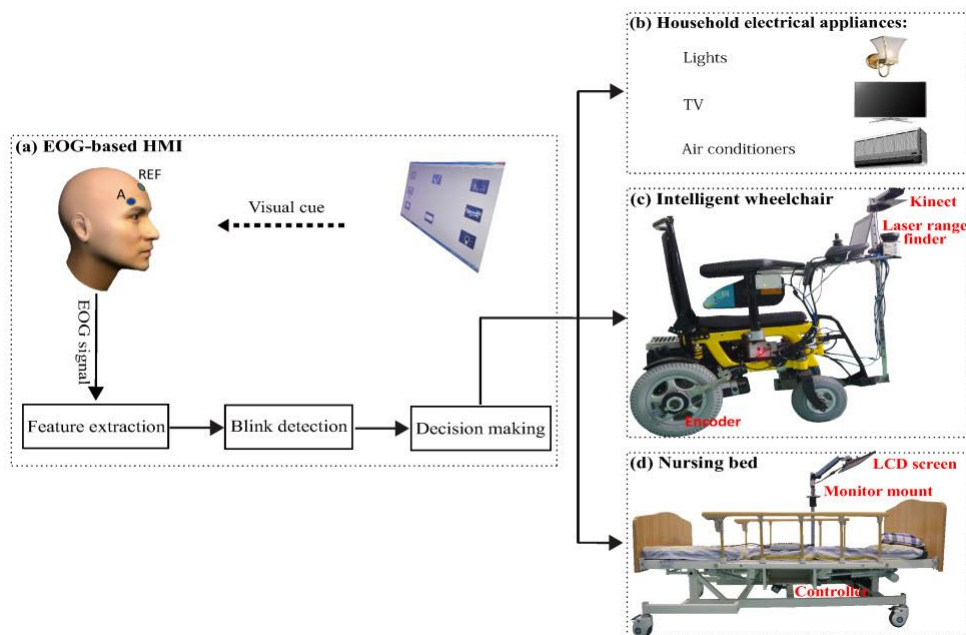 (a) EOG-based HMI
REF
A
Visual cue
EOG signal
Feature extraction
Blink detection
Decision making
(b) Household electrical appliances:
Lights
TV
Air conditioners
(c) Intelligent wheelchair
Kinect
Laser range
finder
Encoder
(d) Nursing bed
LCD screen
Monitor mount
Controller